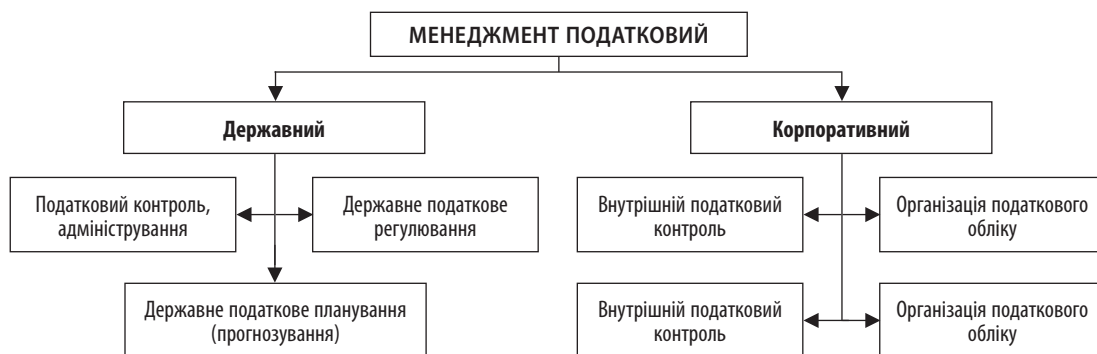 МЕНЕДЖМЕНТ ПОДАТКОВИЙ
Державний
Корпоративний
Податковий контроль,
адміністрування
Державне податкове
регулювання
Внутрішній податковий
контроль
Організація податкового
обліку
Державне податкове планування
(прогнозування)
Внутрішній податковий
контроль
Організація податкового
обліку